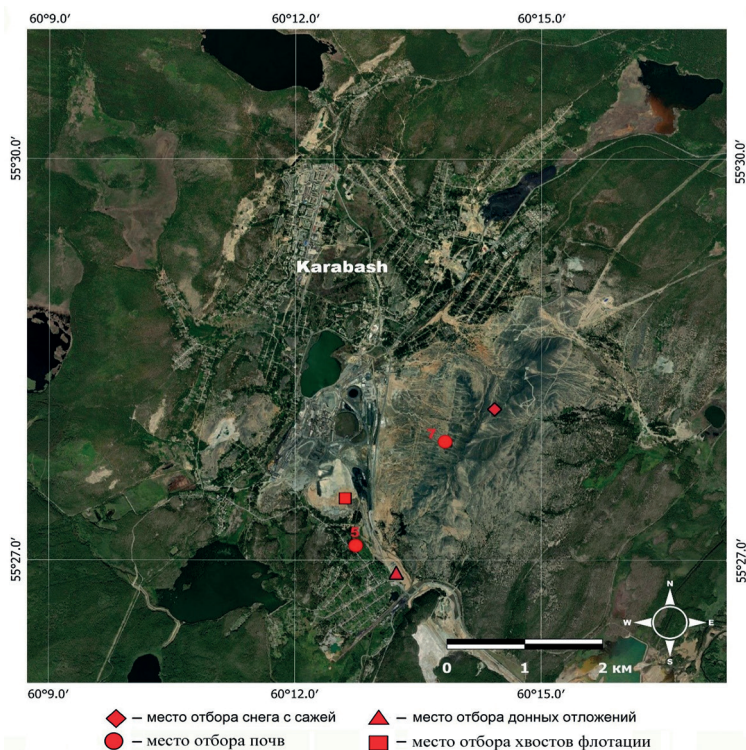 60°9.0' 60°12.0' 60°15.0'
55°30.0' 55°30.0'
Karabash
7
5
55°27.0' 55°27.0'
N
W E
S
0 1 2 км
60°9.0' 60°12.0' 60°15.0'
– место отбора снега с сажей – место отбора донных отложений
– место отбора почв – место отбора хвостов флотации